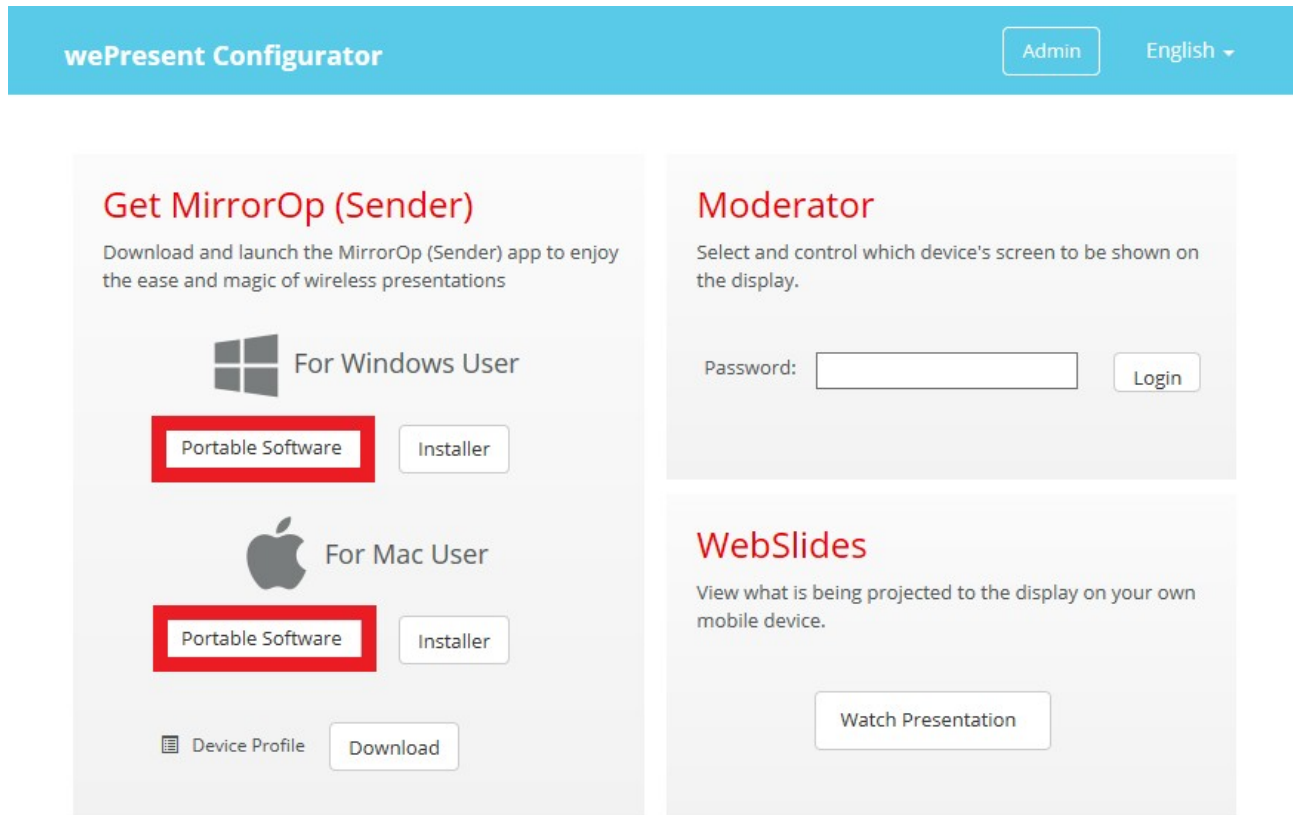 wePresent Configurator
Admin
English
Get MirrorOp (Sender)
Download and launch the MirrorOp (Sender) app to enjoy
the ease and magic of wireless presentations
For Windows User
Portable Software
Installer
For Mac User
Portable Software
Installer
Device Profile
Download
Moderator
Select and control which device's screen to be shown on
the display.
Password:
Login
WebSlides
View what is being projected to the display on your own
mobile device.
Watch Presentation